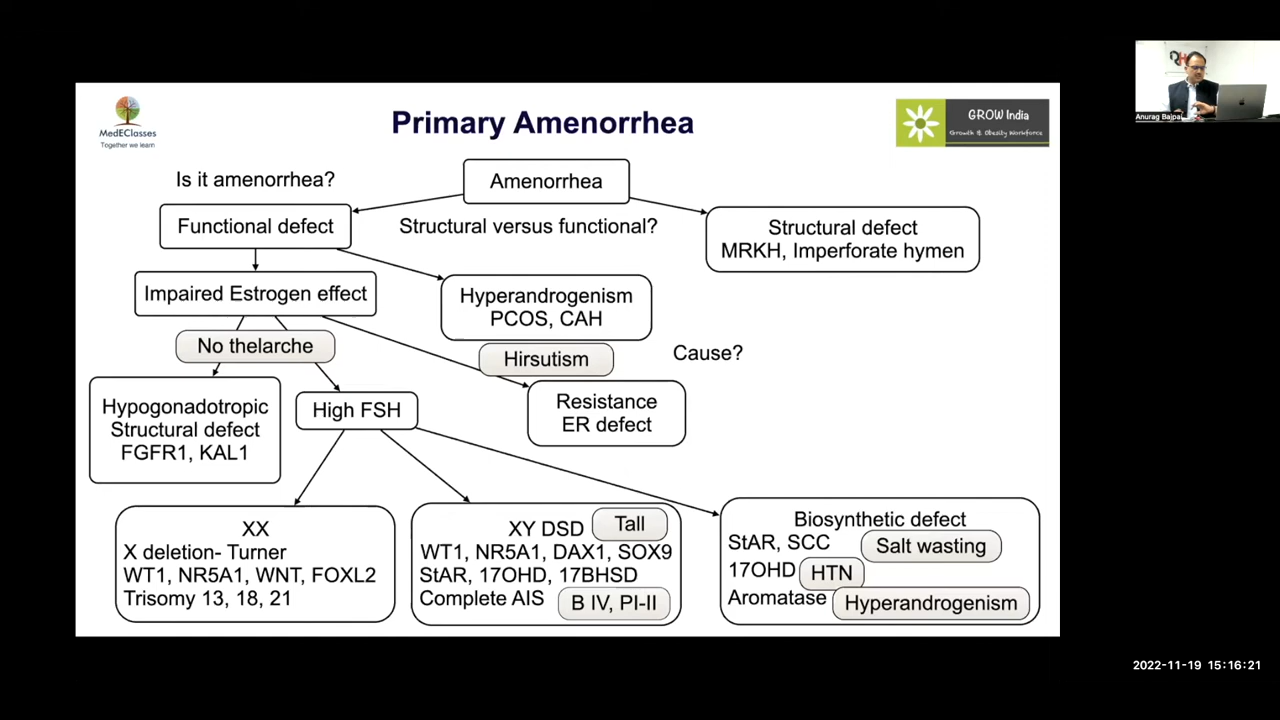 MedEClasses
Together we learn
Primary Amenorrhea
GROW India
Growth & Obesity Workforce
Anurag Bajpai
Is it amenorrhea?
Amenorrhea
Functional defect
Structural versus functional?
Structural defect
MRKH, Imperforate hymen
Impaired Estrogen effect
Hyperandrogenism
PCOS, CAH
No thelarche
Hirsutism
Cause?
Hypogonadotropic
Structural defect
FGFR1, KAL1
High FSH
Resistance
ER defect
XX
X deletion- Turner
WT1, NR5A1, WNT, FOXL2
Trisomy 13, 18, 21
XY DSD
Tall
WT1, NR5A1, DAX1, SOX9
StAR, 17OHD, 17BHSD
Complete AIS
B IV, PI-II
Biosynthetic defect
StAR, SCC
Salt wasting
17OHD
HTN
Aromatase
Hyperandrogenism
2022-11-19 15:16:21